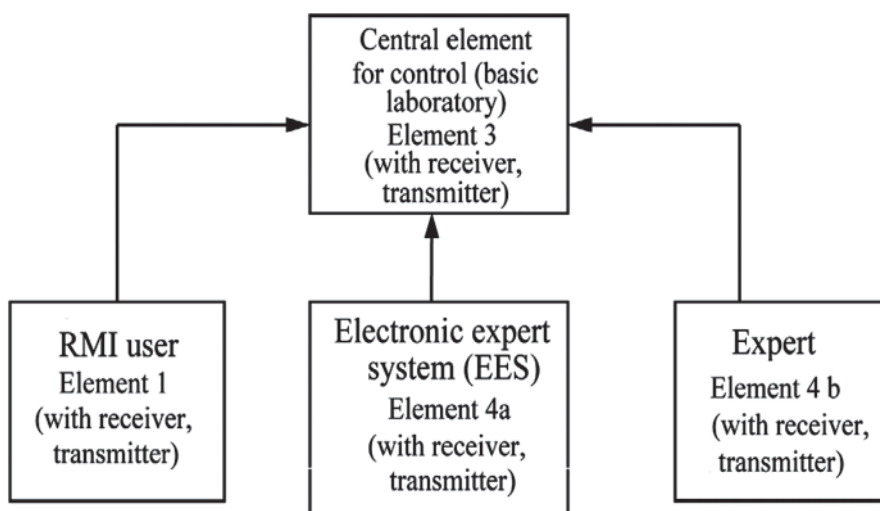 Central element
for control (basic
laboratory)
Element 3
(with receiver,
transmitter)
RMI user
Element 1
(with receiver,
transmitter)
Electronic expert
system (EES)
Element 4a
(with receiver,
transmitter)
Expert
Element 4 b
(with receiver,
transmitter)